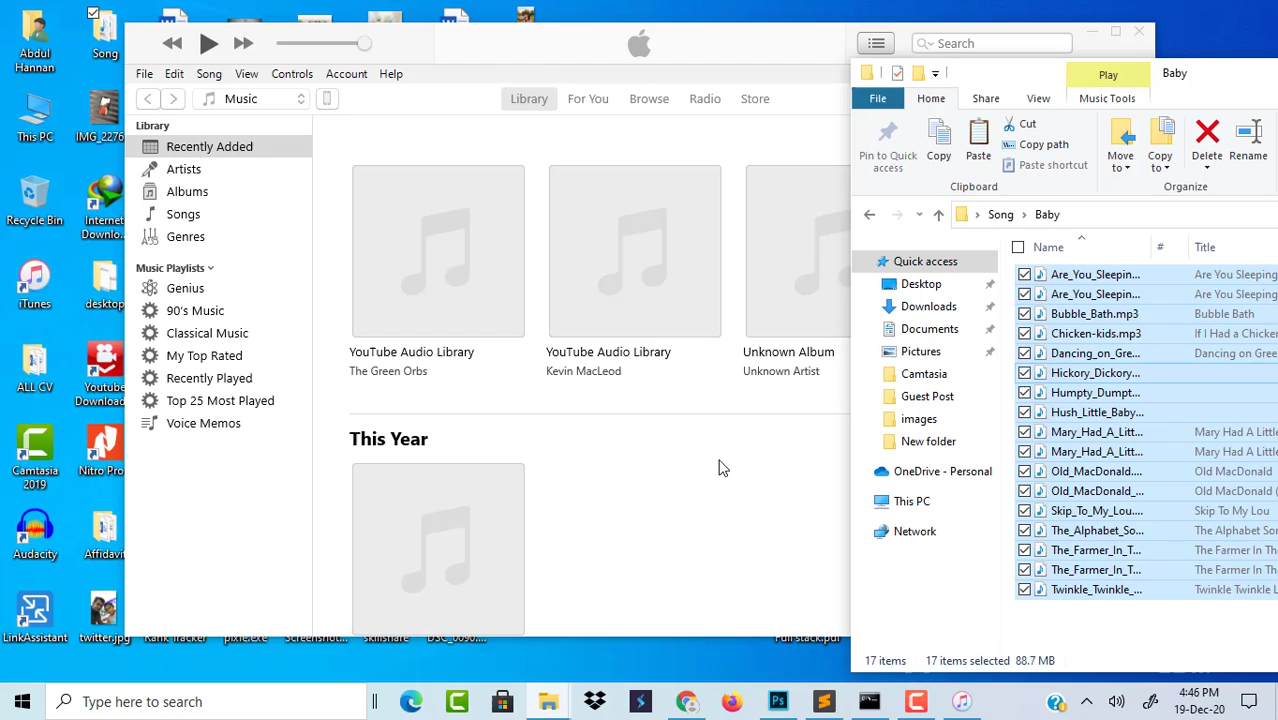 Abdul
Hannan
Song
This PC
IMG_2276
Recycle Bin
Internet
Downlo...
iTunes
desktop
ALL CV
Youtube
Download
Camtasia
2019
Nitro Pro
Audacity
Affidavit
LinkAssistant
twitter.jpg
Rank Tracker
pixie.exe
Screenshot...
skillshare
DSC_0090....
Full stack.pdf
Search
File Edit Song View Controls Account Help
Music
Library For You Browse Radio Store
Library
Recently Added
Artists
Albums
Songs
Genres
Music Playlists
Genius
90's Music
Classical Music
My Top Rated
Recently Played
Top 25 Most Played
Voice Memos
YouTube Audio Library
The Green Orbs
YouTube Audio Library
Kevin MacLeod
Unknown Album
Unknown Artist
This Year
Play
Baby
File Home Share View Music Tools
Pin to Quick
access
Copy
Paste
Cut
Copy path
Paste shortcut
Clipboard
Move
to
Copy
to
Delete
Rename
Organize
Song Baby
Name # Title
Quick access
Desktop
Downloads
Documents
Pictures
Camtasia
Guest Post
images
New folder
OneDrive - Personal
This PC
Network
Are_You_Sleepin... Are You Sleeping
Are_You_Sleepin... Are You Sleeping
Bubble_Bath.mp3 Bubble Bath
Chicken-kids.mp3 If I Had a Chicken
Dancing_on_Gre... Dancing on Green
Hickory_Dickory...
Humpty_Dumpt...
Hush_Little_Baby...
Mary_Had_A_Litt... Mary Had A Little
Mary_Had_A_Litt... Mary Had A Little
Old_MacDonald.... Old MacDonald
Old_MacDonald_... Old MacDonald (
Skip_To_My_Lou.... Skip To My Lou
The_Alphabet_So... The Alphabet Son
The_Farmer_In_T... The Farmer In The
The_Farmer_In_T... The Farmer In The
Twinkle_Twinkle_... Twinkle Twinkle L
17 items 17 items selected 88.7 MB
Type here to search
4:46 PM
19-Dec-20